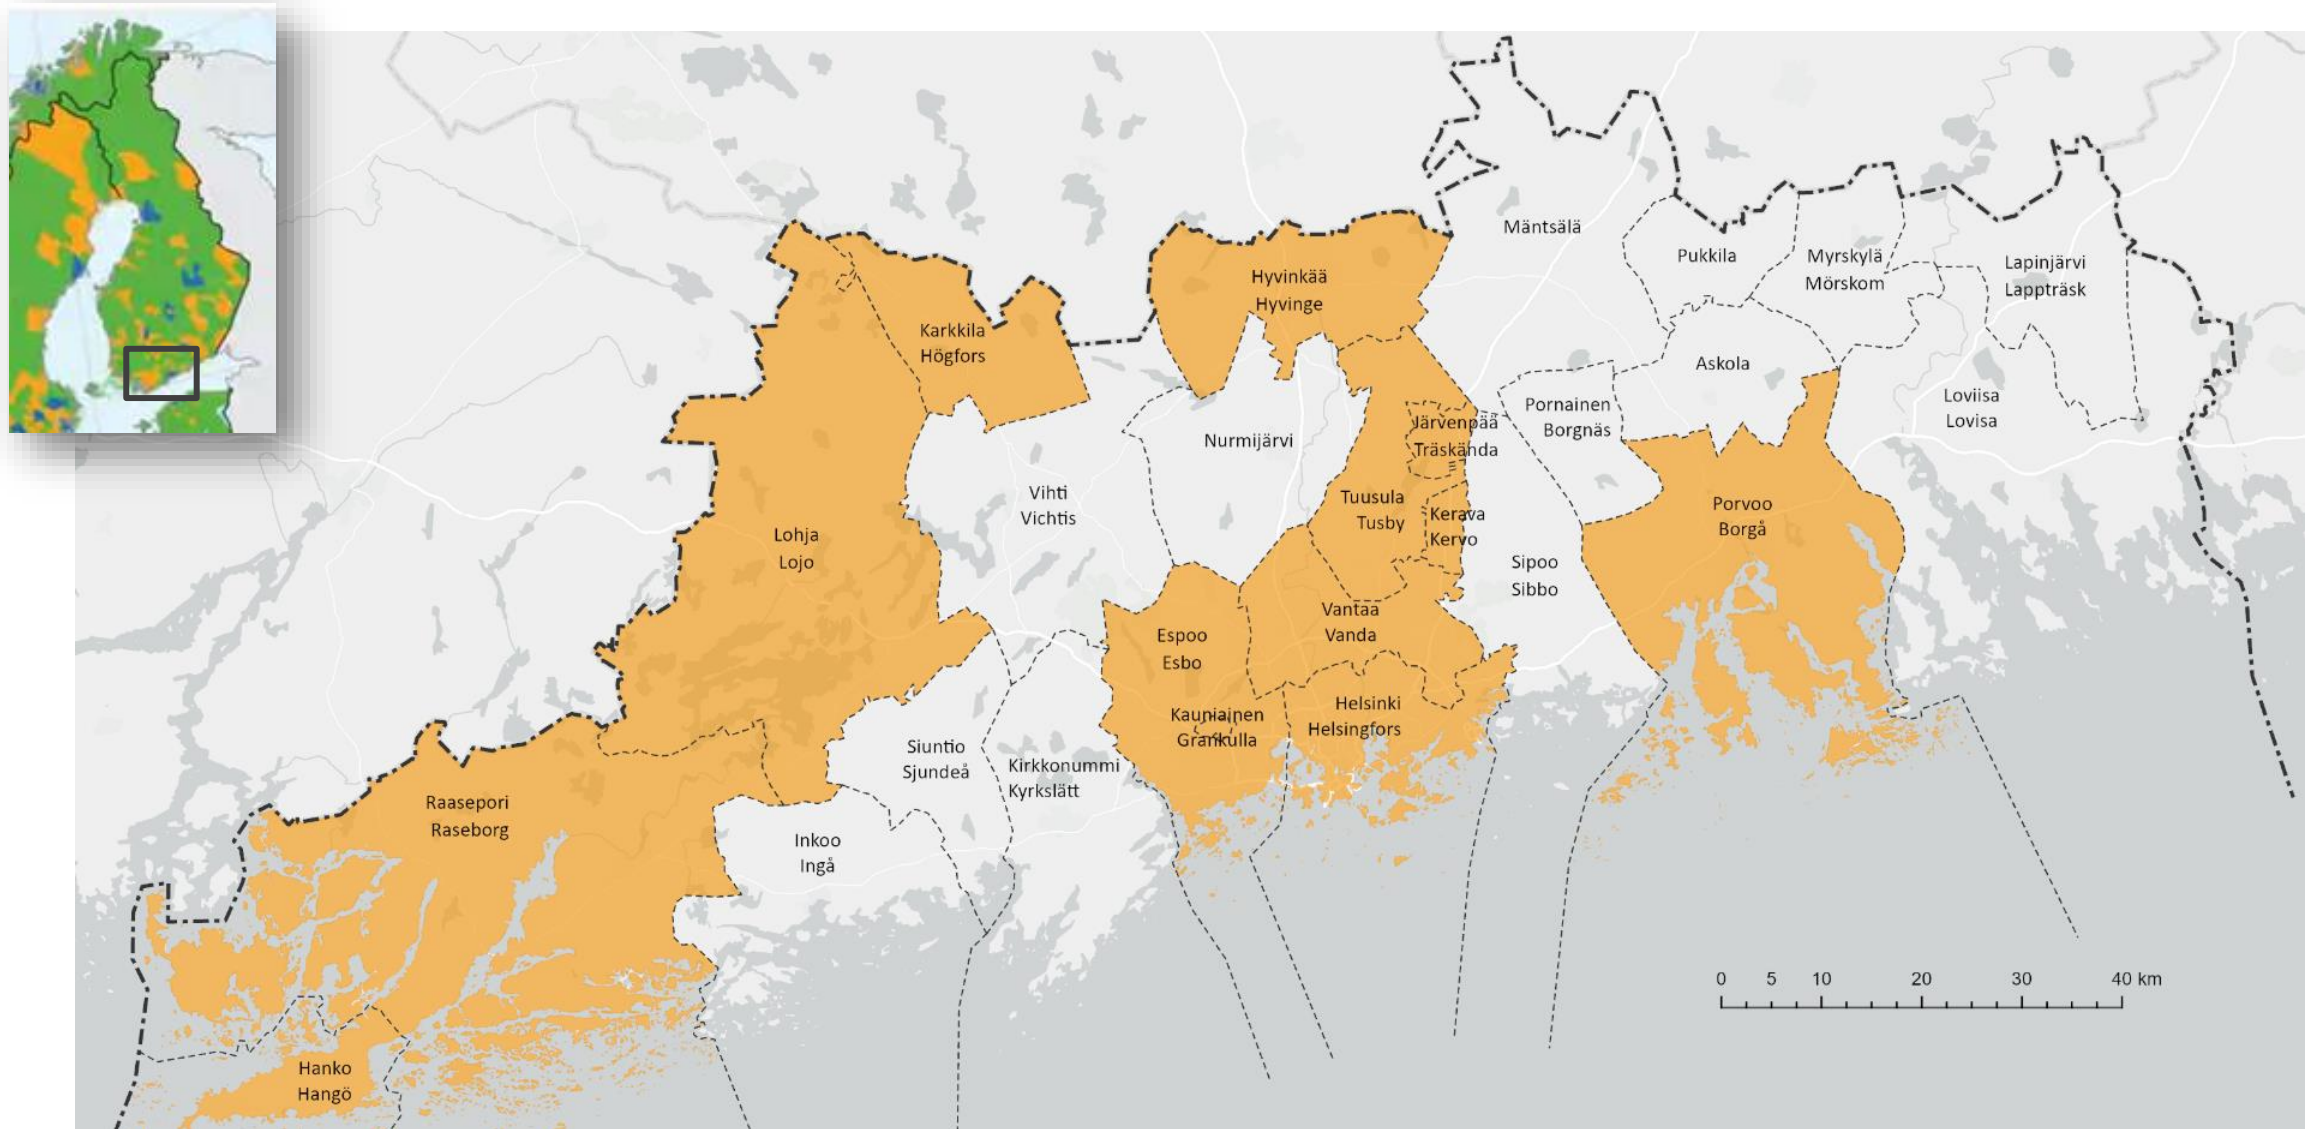 Mäntsälä
Pukkila
Myrskylä
Mörskom
Lapinjärvi
Lappträsk
Hyvinkää
Hyvinge
Karkkila
Högfors
Askola
Loviisa
Lovisa
Pornainen
Borgnäs
Järvenpää
Träskända
Nurmijärvi
Vihti
Vichtis
Tuusula
Tusby
Kerava
Kervo
Porvoo
Borgå
Lohja
Lojo
Sipoo
Sibbo
Vantaa
Vanda
Espoo
Esbo
Kauniainen
Grankulla
Helsinki
Helsingfors
Siuntio
Sjundeå
Kirkkonummi
Kyrkslätt
Raasepori
Raseborg
Inkoo
Ingå
Hanko
Hangö
0 5 10 20 30 40 km